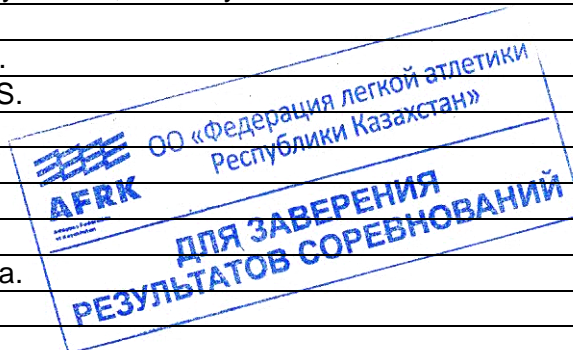 S.
ОО «Федерация легкой атлетики
Республики Казахстан»
AFRK
ДЛЯ ЗАВЕРЕНИЯ
РЕЗУЛЬТАТОВ СОРЕВНОВАНИЙ
a.